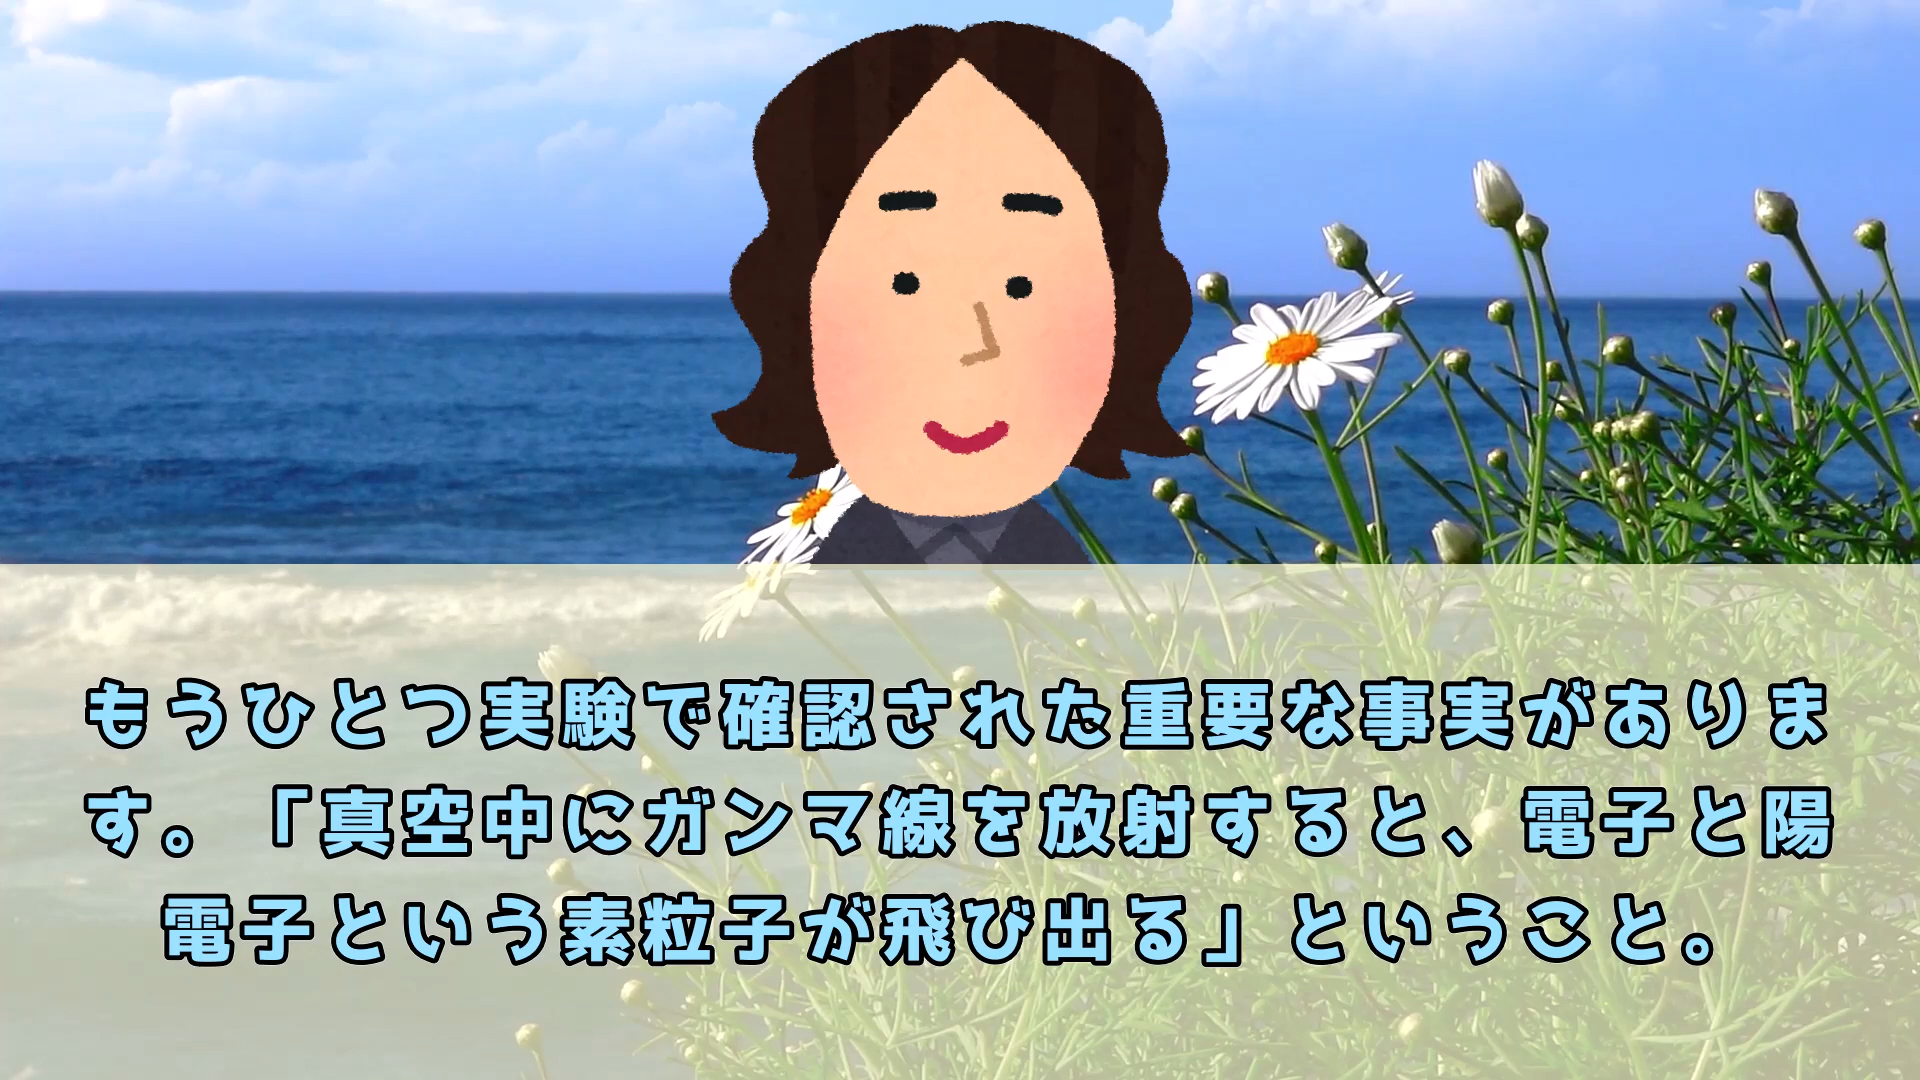 もうひとつ実験で確認された重要な事実がありま
す。「真空中にガンマ線を放射すると、電子と陽
電子という素粒子が飛び出る」ということ。